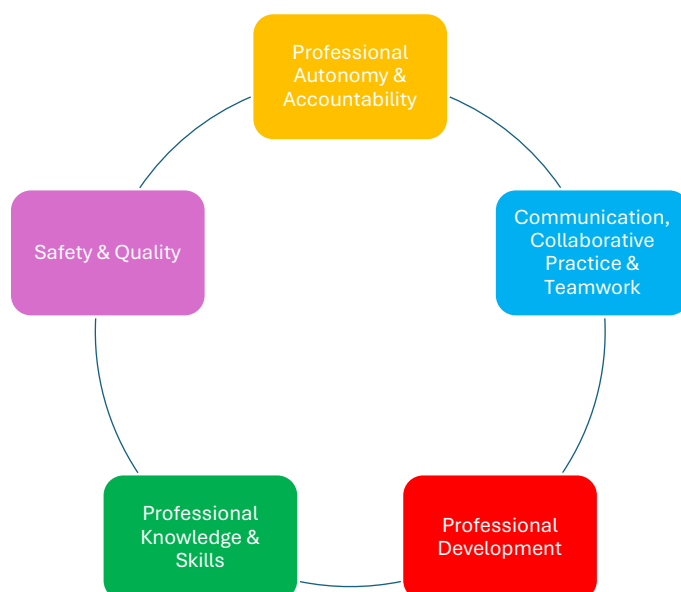 Professional
Autonomy &
Accountability
Communication,
Collaborative
Practice &
Teamwork
Professional
Development
Professional
Knowledge &
Skills
Safety & Quality